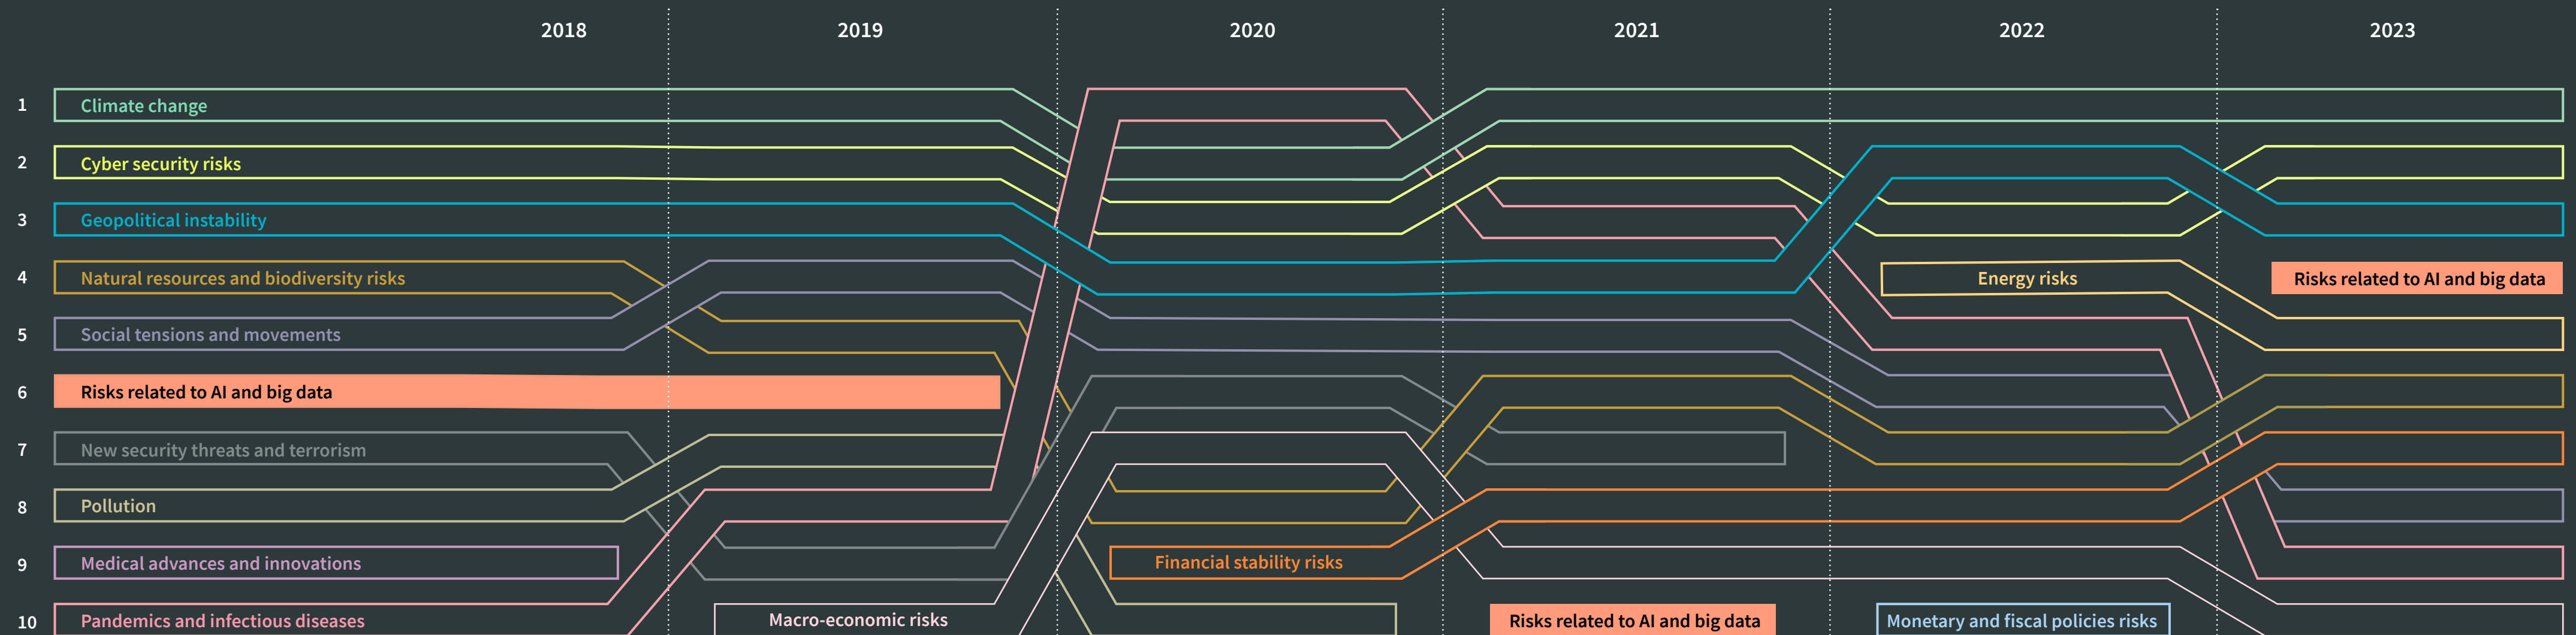 2018 2019 2020 2021 2022 2023
1 Climate change
2 Cyber security risks
3 Geopolitical instability
4 Natural resources and biodiversity risks Energy risks Risks related to AI and big data
5 Social tensions and movements
6 Risks related to AI and big data
7 New security threats and terrorism
8 Pollution
9 Medical advances and innovations Financial stability risks
10 Pandemics and infectious diseases Macro-economic risks Risks related to AI and big data Monetary and fiscal policies risks